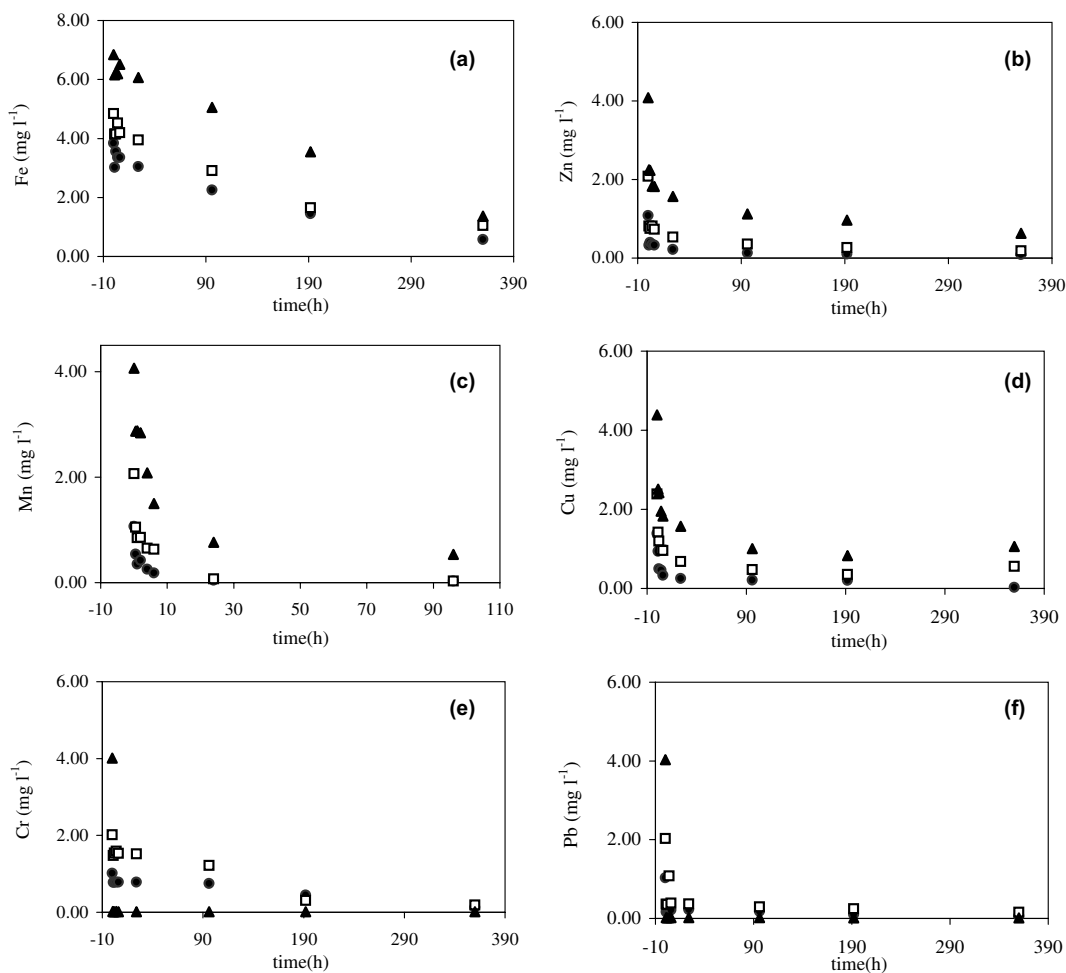 (a)
Fe (mg l⁻¹)
8.00
6.00
4.00
2.00
0.00
-10 90 190 290 390
time(h)
(b)
Zn (mg l⁻¹)
6.00
4.00
2.00
0.00
-10 90 190 290 390
time(h)
(c)
Mn (mg l⁻¹)
4.00
2.00
0.00
-10 10 30 50 70 90 110
time(h)
(d)
Cu (mg l⁻¹)
6.00
4.00
2.00
0.00
-10 90 190 290 390
time(h)
(e)
Cr (mg l⁻¹)
6.00
4.00
2.00
0.00
-10 90 190 290 390
time(h)
(f)
Pb (mg l⁻¹)
6.00
4.00
2.00
0.00
-10 90 190 290 390
time(h)